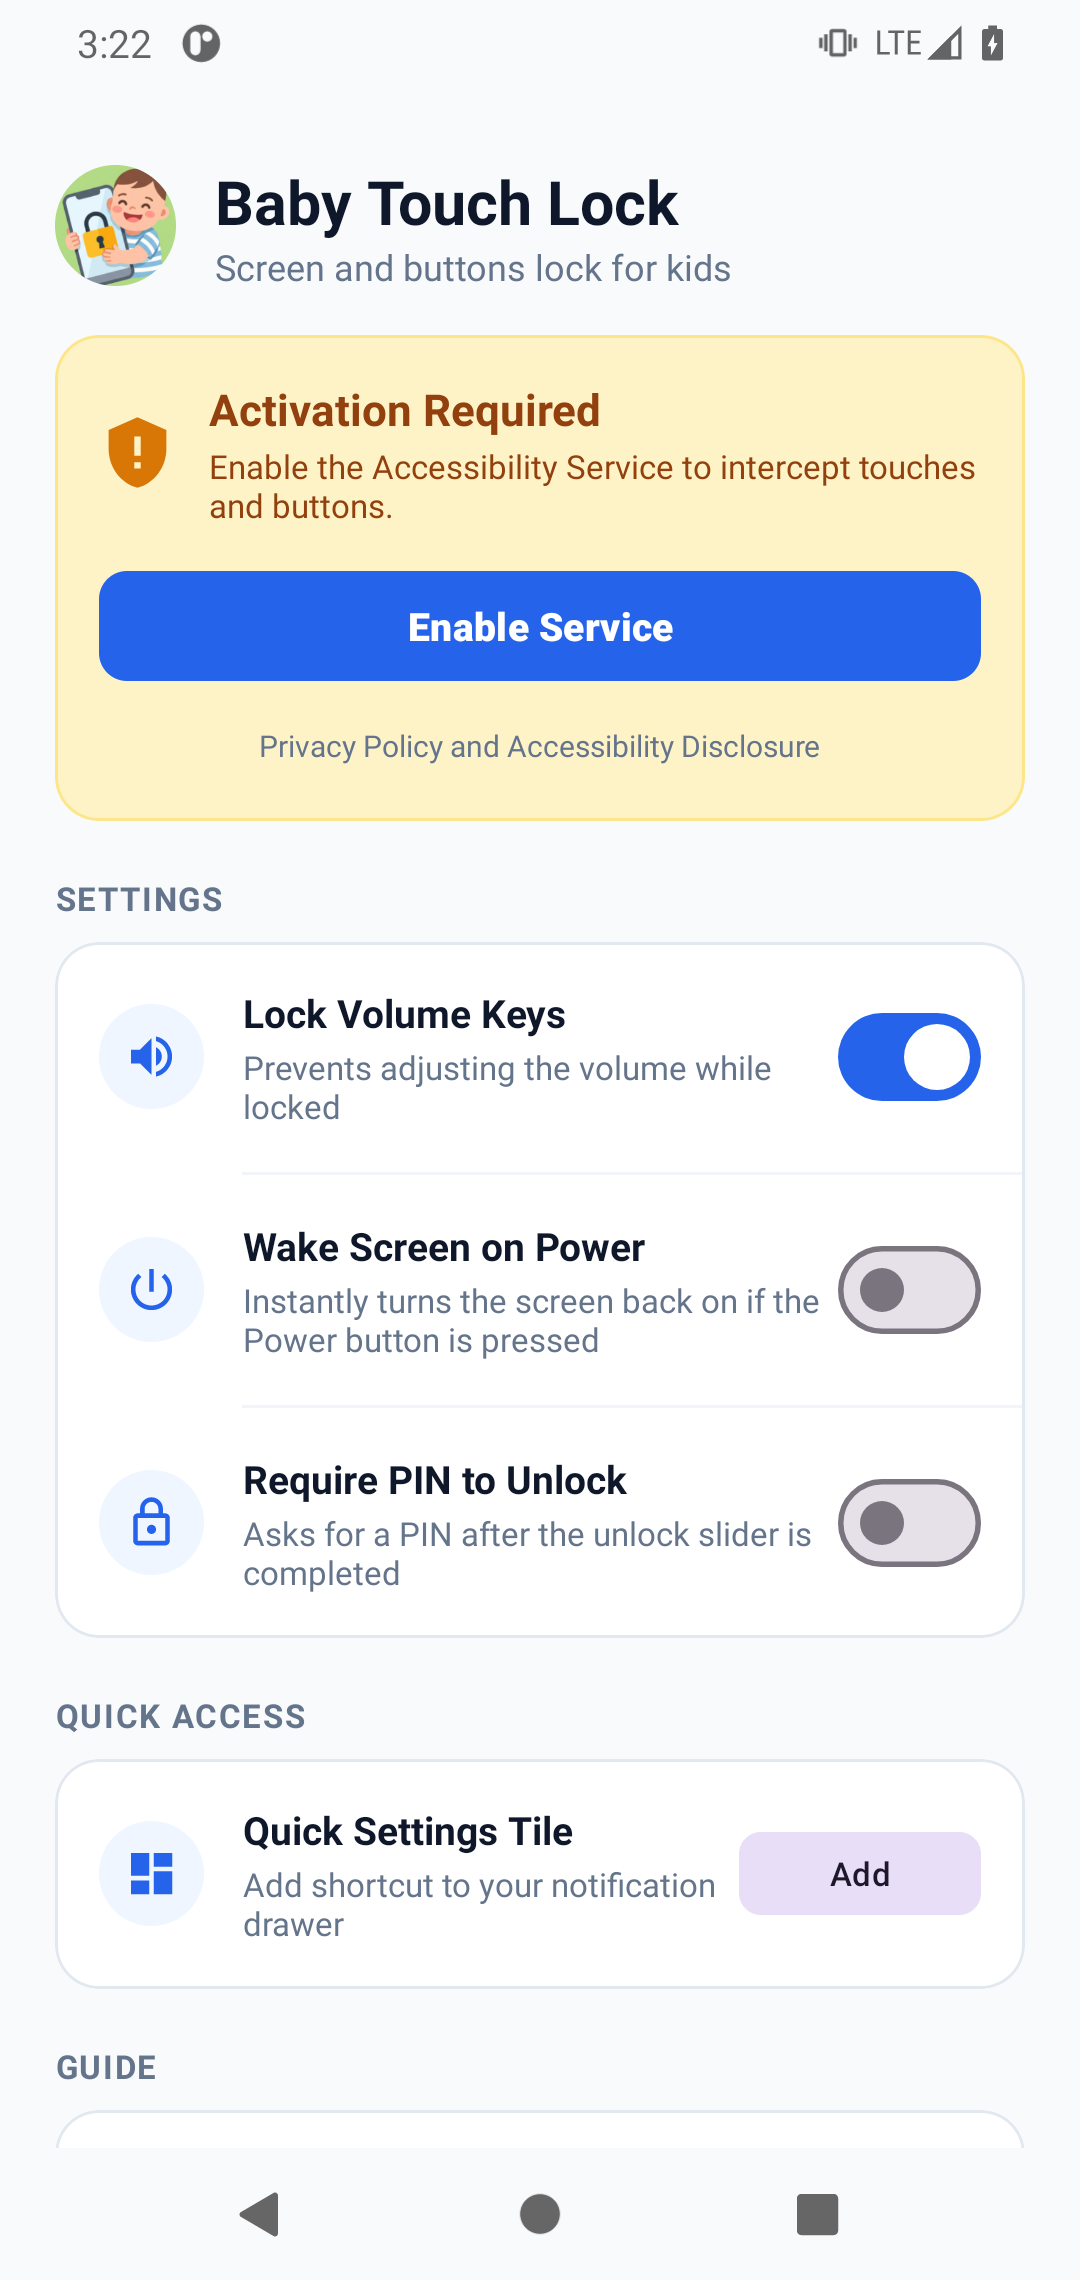 3:22
LTE
Baby Touch Lock
Screen and buttons lock for kids
Activation Required
Enable the Accessibility Service to intercept touches
and buttons.
Enable Service
Privacy Policy and Accessibility Disclosure
SETTINGS
Lock Volume Keys
Prevents adjusting the volume while
locked
Wake Screen on Power
Instantly turns the screen back on if the
Power button is pressed
Require PIN to Unlock
Asks for a PIN after the unlock slider is
completed
QUICK ACCESS
Quick Settings Tile
Add shortcut to your notification
drawer
Add
GUIDE